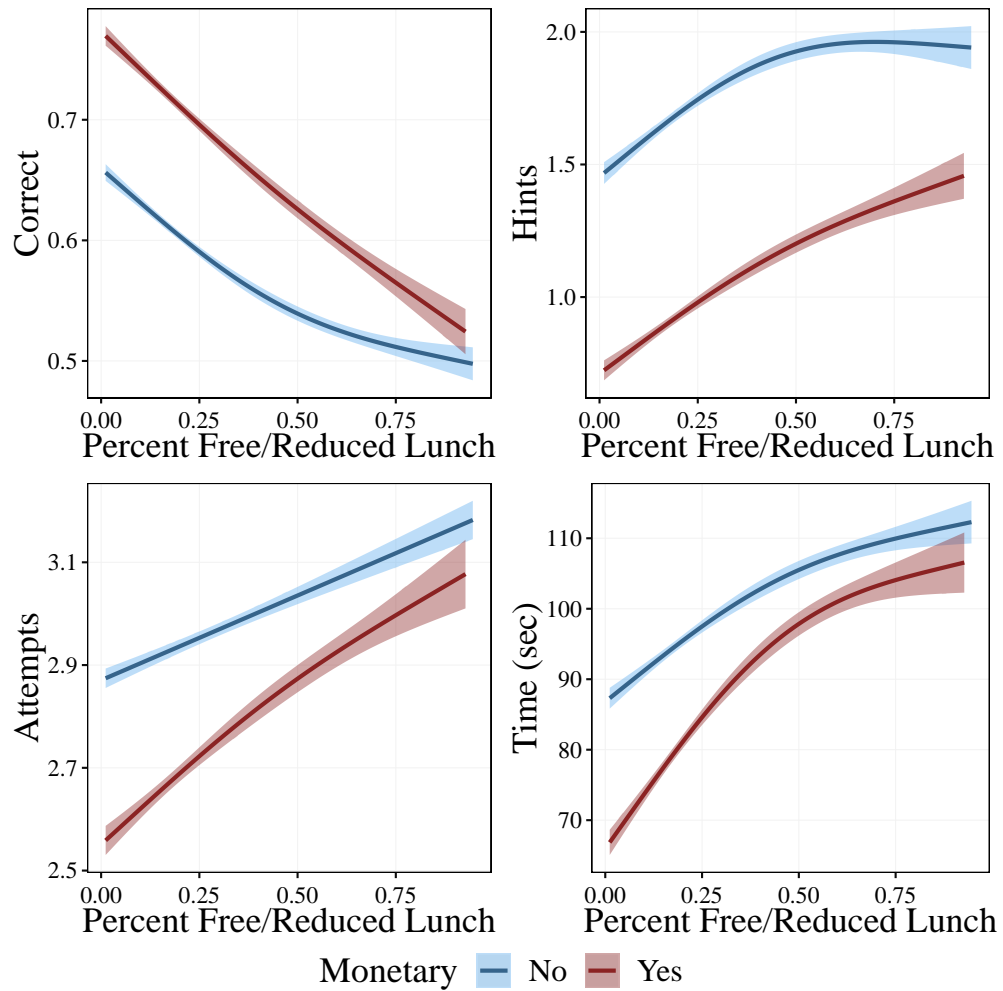 Correct
0.7
0.6
0.5
0.00 0.25 0.50 0.75
Percent Free/Reduced Lunch
Hints
2.0
1.5
1.0
0.00 0.25 0.50 0.75
Percent Free/Reduced Lunch
Attempts
3.1
2.9
2.7
2.5
0.00 0.25 0.50 0.75
Percent Free/Reduced Lunch
Time (sec)
110
100
90
80
70
0.00 0.25 0.50 0.75
Percent Free/Reduced Lunch
Monetary No Yes